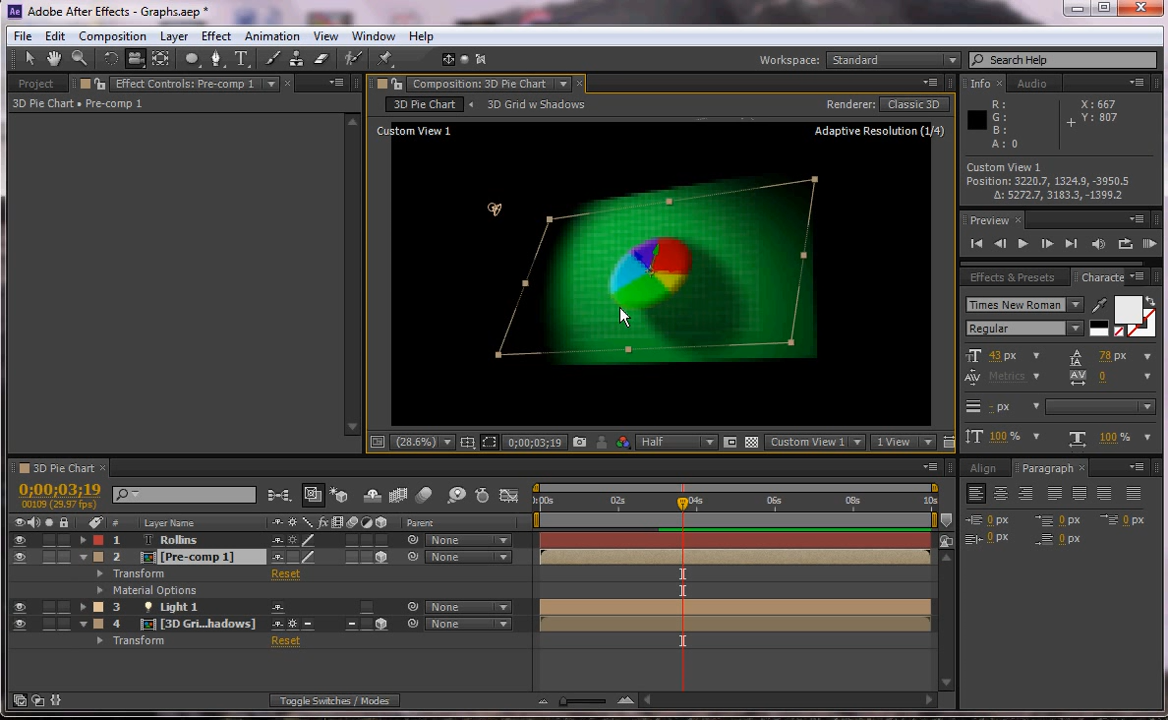 Ae Adobe After Effects - Graphs.aep *
File Edit Composition Layer Effect Animation View Window Help
Workspace: Standard Search Help
Project Effect Controls: Pre-comp 1 Composition: 3D Pie Chart Info Audio
3D Pie Chart • Pre-comp 1
3D Pie Chart 3D Grid w Shadows Renderer: Classic 3D
Custom View 1 Adaptive Resolution (1/4)
R : X : 667
G : Y : 807
B :
A : 0
Custom View 1
Position: 3220.7, 1324.9, -3950.5
Δ: 5272.7, 3183.3, -1399.2
Preview
Effects & Presets Characte
Times New Roman
Regular
43 px 78 px
Metrics 0
- px
100 % 100 %
(28.6%) 0;00;03;19 Half Custom View 1 1 View
3D Pie Chart Align Paragraph
0;00;03;19
00109 (29.97 fps)
:00s 02s 04s 06s 08s 10s
# Layer Name Parent
1 T Rollins None
2 [Pre-comp 1] None
Transform Reset
Material Options
3 Light 1 None
4 [3D Gri...hadows] None
Transform Reset
0 px 0 px 0 px
0 px 0 px
Toggle Switches / Modes